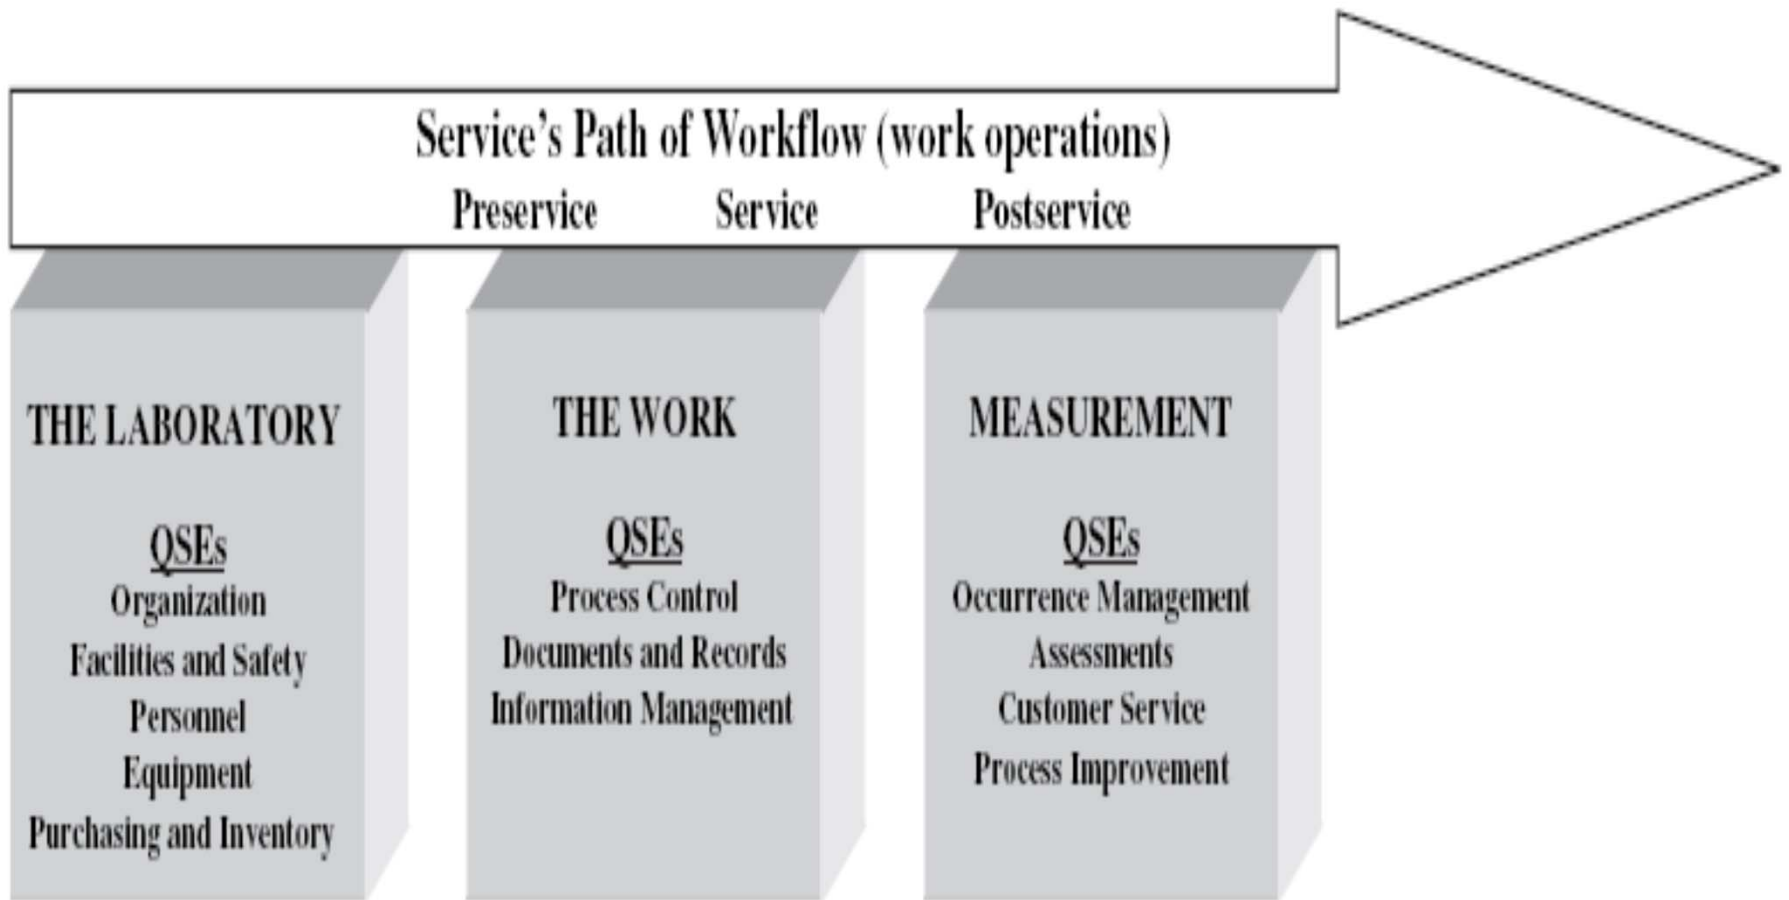 Service's Path of Workflow (work operations)
Preservice Service Postservice
THE LABORATORY
QSEs
Organization
Facilities and Safety
Personnel
Equipment
Purchasing and Inventory
THE WORK
QSEs
Process Control
Documents and Records
Information Management
MEASUREMENT
QSEs
Occurrence Management
Assessments
Customer Service
Process Improvement